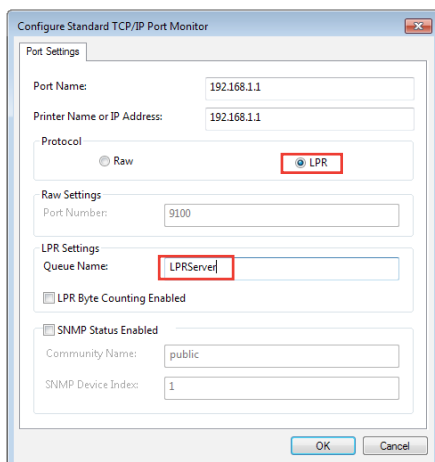 Configure Standard TCP/IP Port Monitor
Port Settings
Port Name: 192.168.1.1
Printer Name or IP Address: 192.168.1.1
Protocol
Raw LPR
Raw Settings
Port Number: 9100
LPR Settings
Queue Name: LPRServer
LPR Byte Counting Enabled
SNMP Status Enabled
Community Name: public
SNMP Device Index: 1
OK Cancel